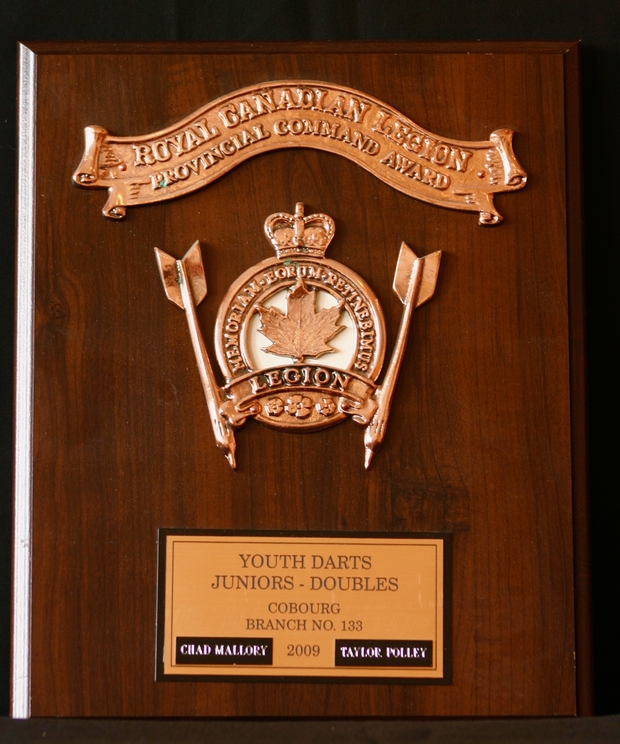 ROYAL CANADIAN LEGION
PROVINCIAL COMMAND AWARD
MEMORIAM·EORUM·RETINEBIMUS
LEGION
YOUTH DARTS
JUNIORS - DOUBLES
COBOURG
BRANCH NO. 133
CHAD MALLORY 2009 TAYLOR POLLEY